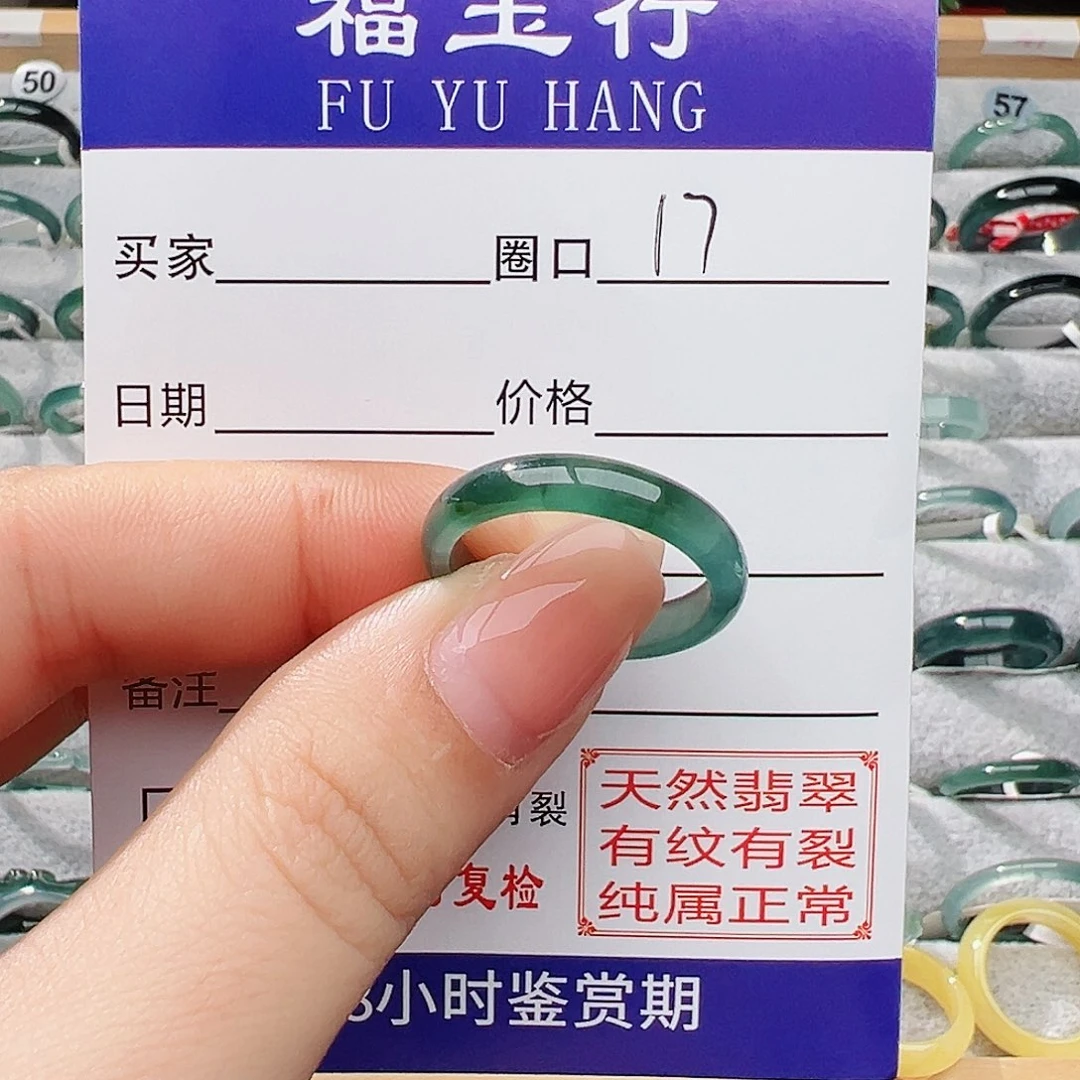 福玉行
FU YU HANG
50
57
买家 圈口 17
日期 价格
备注
有裂
复检
天然翡翠
有纹有裂
纯属正常
8小时鉴赏期